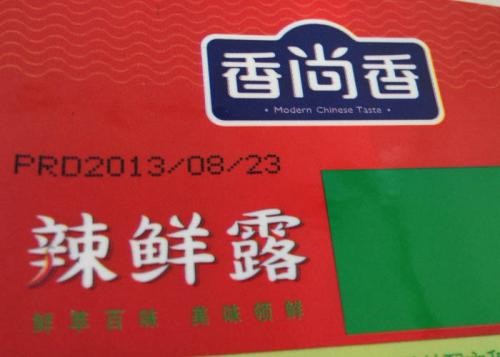 香尚香
• Modern Chinese Taste •
PRD2013/08/23
辣鲜露
鲜萃百味 美味领鲜